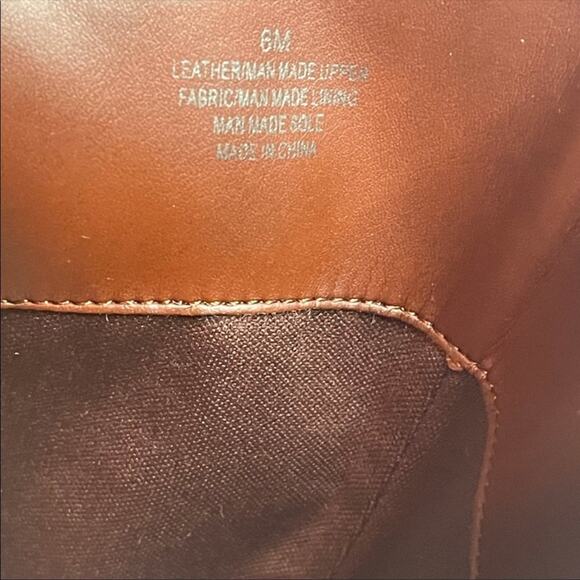 6M
LEATHER/MAN MADE UPPER
FABRIC/MAN MADE LINING
MAN MADE SOLE
MADE IN CHINA